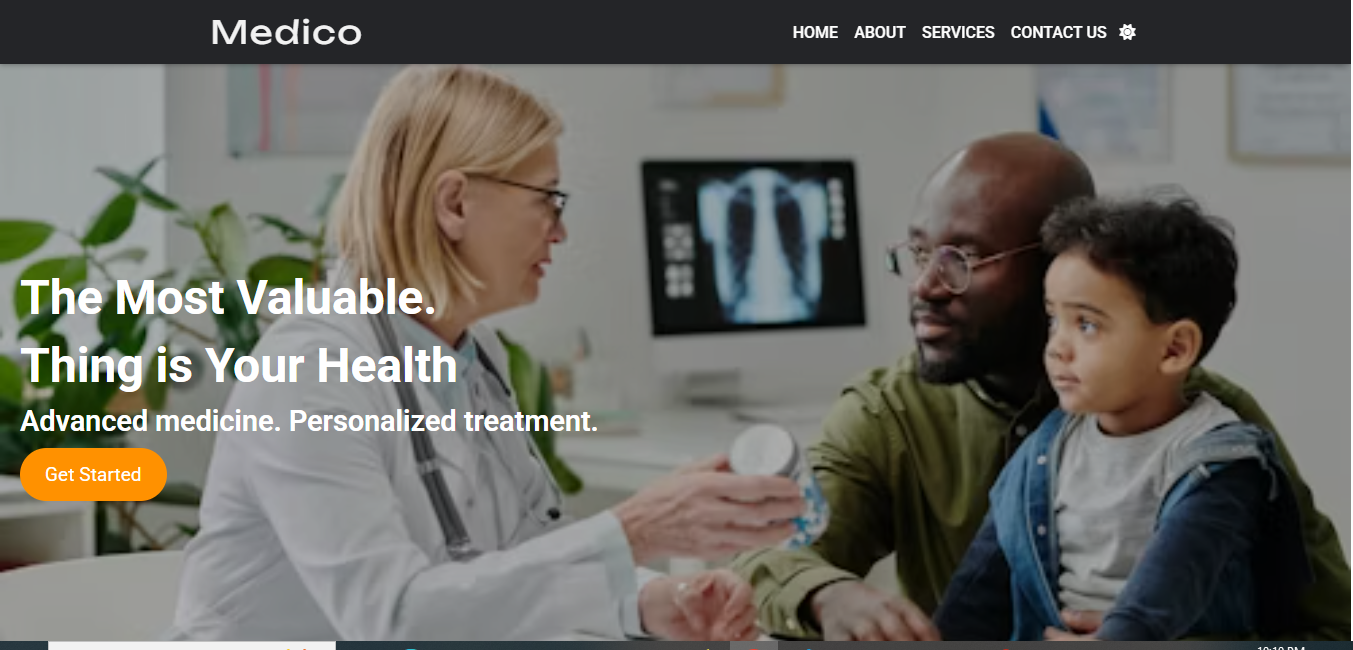 Medico
HOME ABOUT SERVICES CONTACT US
The Most Valuable.
Thing is Your Health
Advanced medicine. Personalized treatment.
Get Started